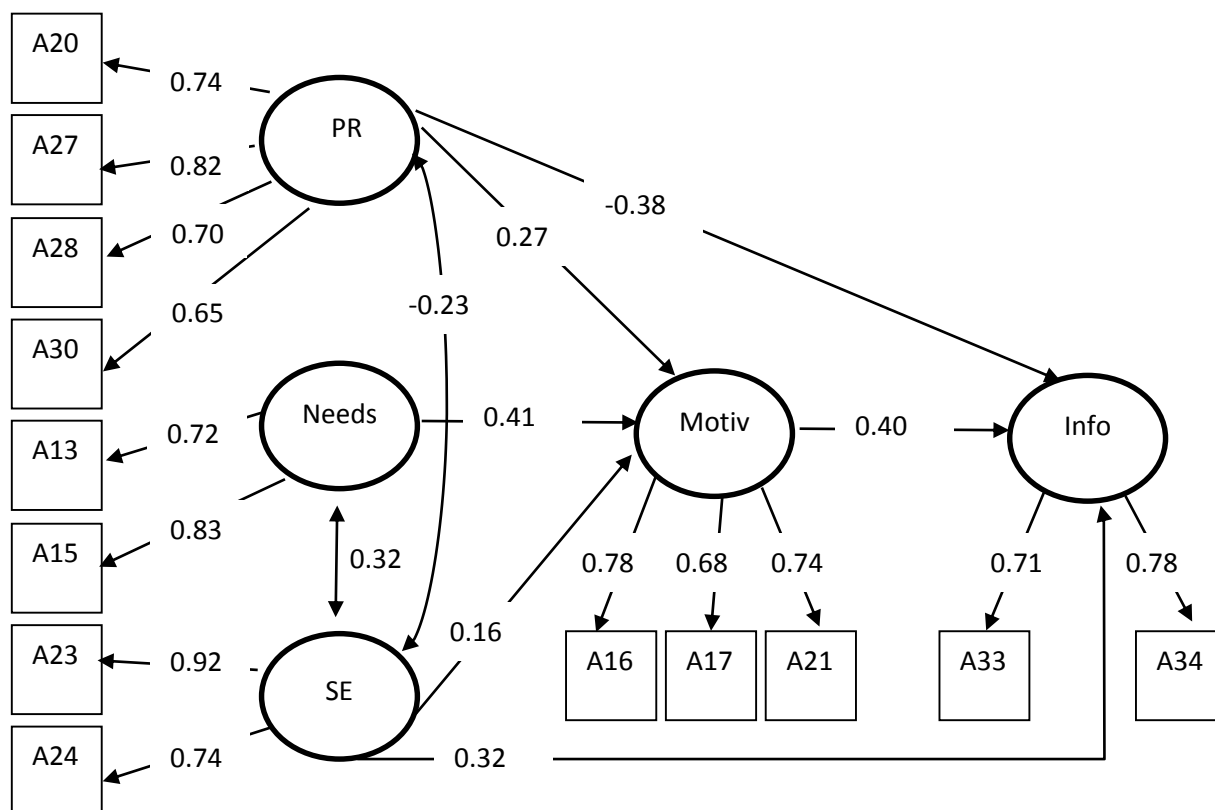 A20
0.74
PR
A27
0.82
A28
0.70
0.27
-0.38
A30
0.65
-0.23
A13
0.72
Needs
0.41
Motiv
0.40
Info
A15
0.83
0.32
0.78
0.68
0.74
0.71
0.78
A23
0.92
SE
0.16
A16
A17
A21
A33
A34
A24
0.74
0.32